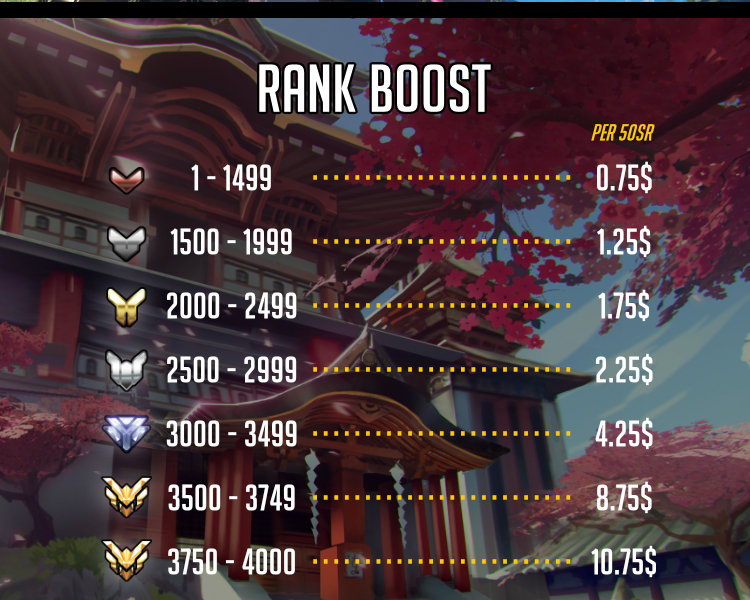 RANK BOOST
PER 50SR
1 - 1499 0.75$
1500 - 1999 1.25$
2000 - 2499 1.75$
2500 - 2999 2.25$
3000 - 3499 4.25$
3500 - 3749 8.75$
3750 - 4000 10.75$